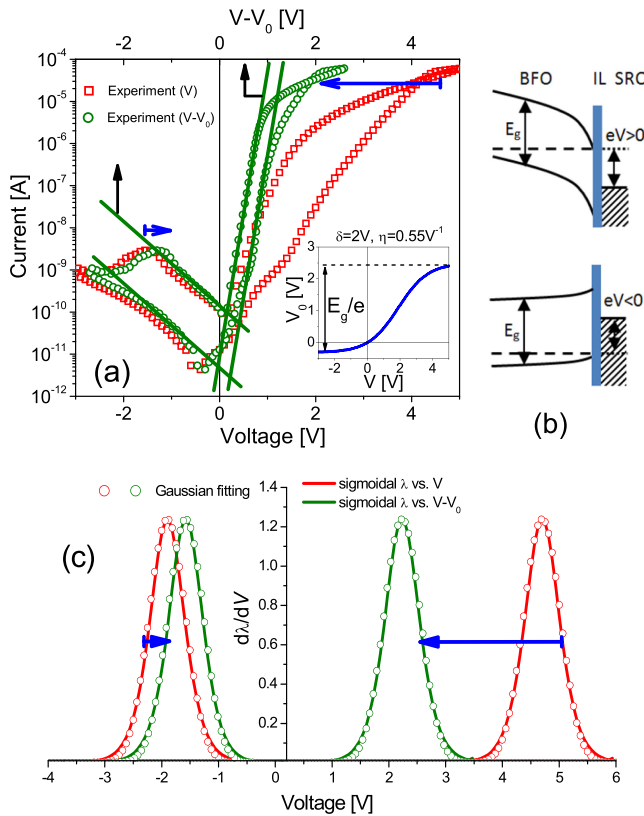 V-V0
-2 0 2 4
10-4
10-5
10-6
10-7
10-8
10-9
10-10
10-11
10-12
Current [A]
Experiment (V)
Experiment (V-V0)
δ=2V, η=0.55V-1
3
2
1
0
V0 [V]
Eg/e
-2 0 2 4
V [V]
(a)
-2 0 2 4
Voltage [V]
BFO IL SRO
Eg
eV>0
Eg
eV<0
(b)
Gaussian fitting
sigmoidal λ vs. V
sigmoidal λ vs. V-V0
(c)
1.4
1.2
1.0
0.8
0.6
0.4
0.2
dλ/dV
-4 -3 -2 -1 0 1 2 3 4 5 6
Voltage [V]